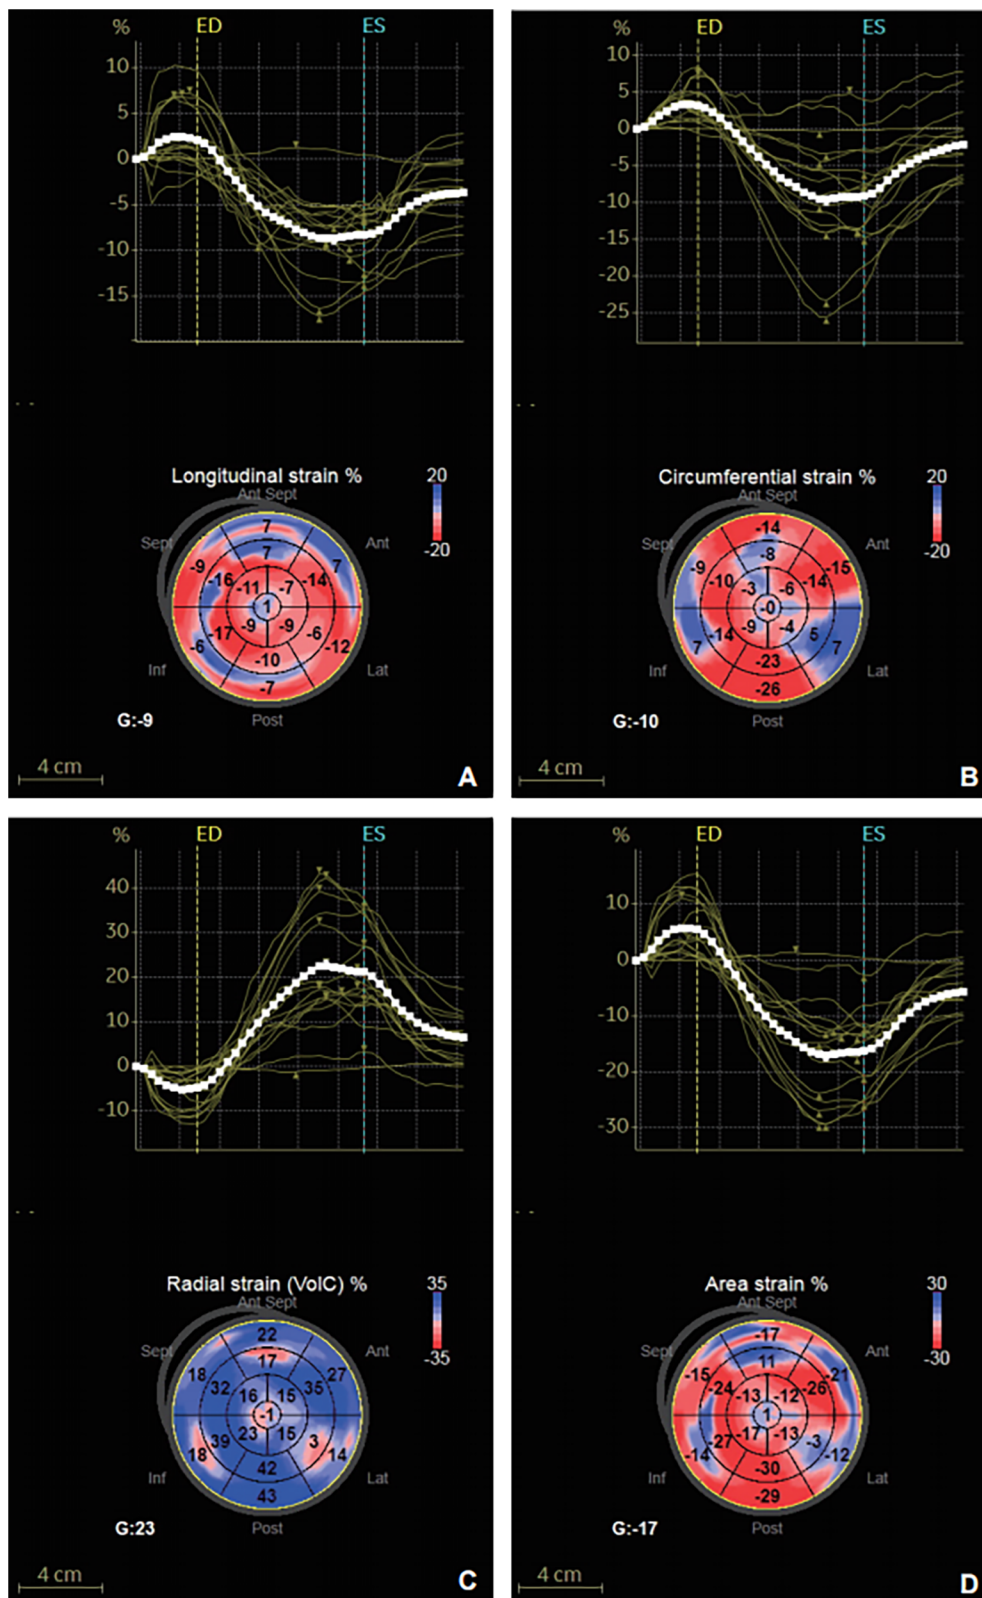 % ED ES
10
5
0
-5
-10
-15
Longitudinal strain %
20
-20
Ant Sept
Sept
Ant
Inf
Lat
Post
7
-9
7
7
-16
-14
-11
-7
1
-9
-9
-17
-6
-6
-12
-10
-7
G:-9
4 cm
A
% ED ES
10
5
0
-5
-10
-15
-20
-25
Circumferential strain %
20
-20
Ant Sept
Sept
Ant
Inf
Lat
Post
-14
-9
-8
-15
-10
-14
-3
-6
-0
-9
-4
-14
5
7
7
-23
-26
G:-10
4 cm
B
% ED ES
40
30
20
10
0
-10
Radial strain (VolC) %
35
-35
Ant Sept
Sept
Ant
Inf
Lat
Post
22
18
17
27
32
35
16
15
-1
23
15
39
3
18
14
42
43
G:23
4 cm
C
% ED ES
10
0
-10
-20
-30
Area strain %
30
-30
Ant Sept
Sept
Ant
Inf
Lat
Post
-17
-15
11
-21
-24
-26
-13
-12
1
-17
-13
-27
-3
-14
-12
-30
-29
G:-17
4 cm
D